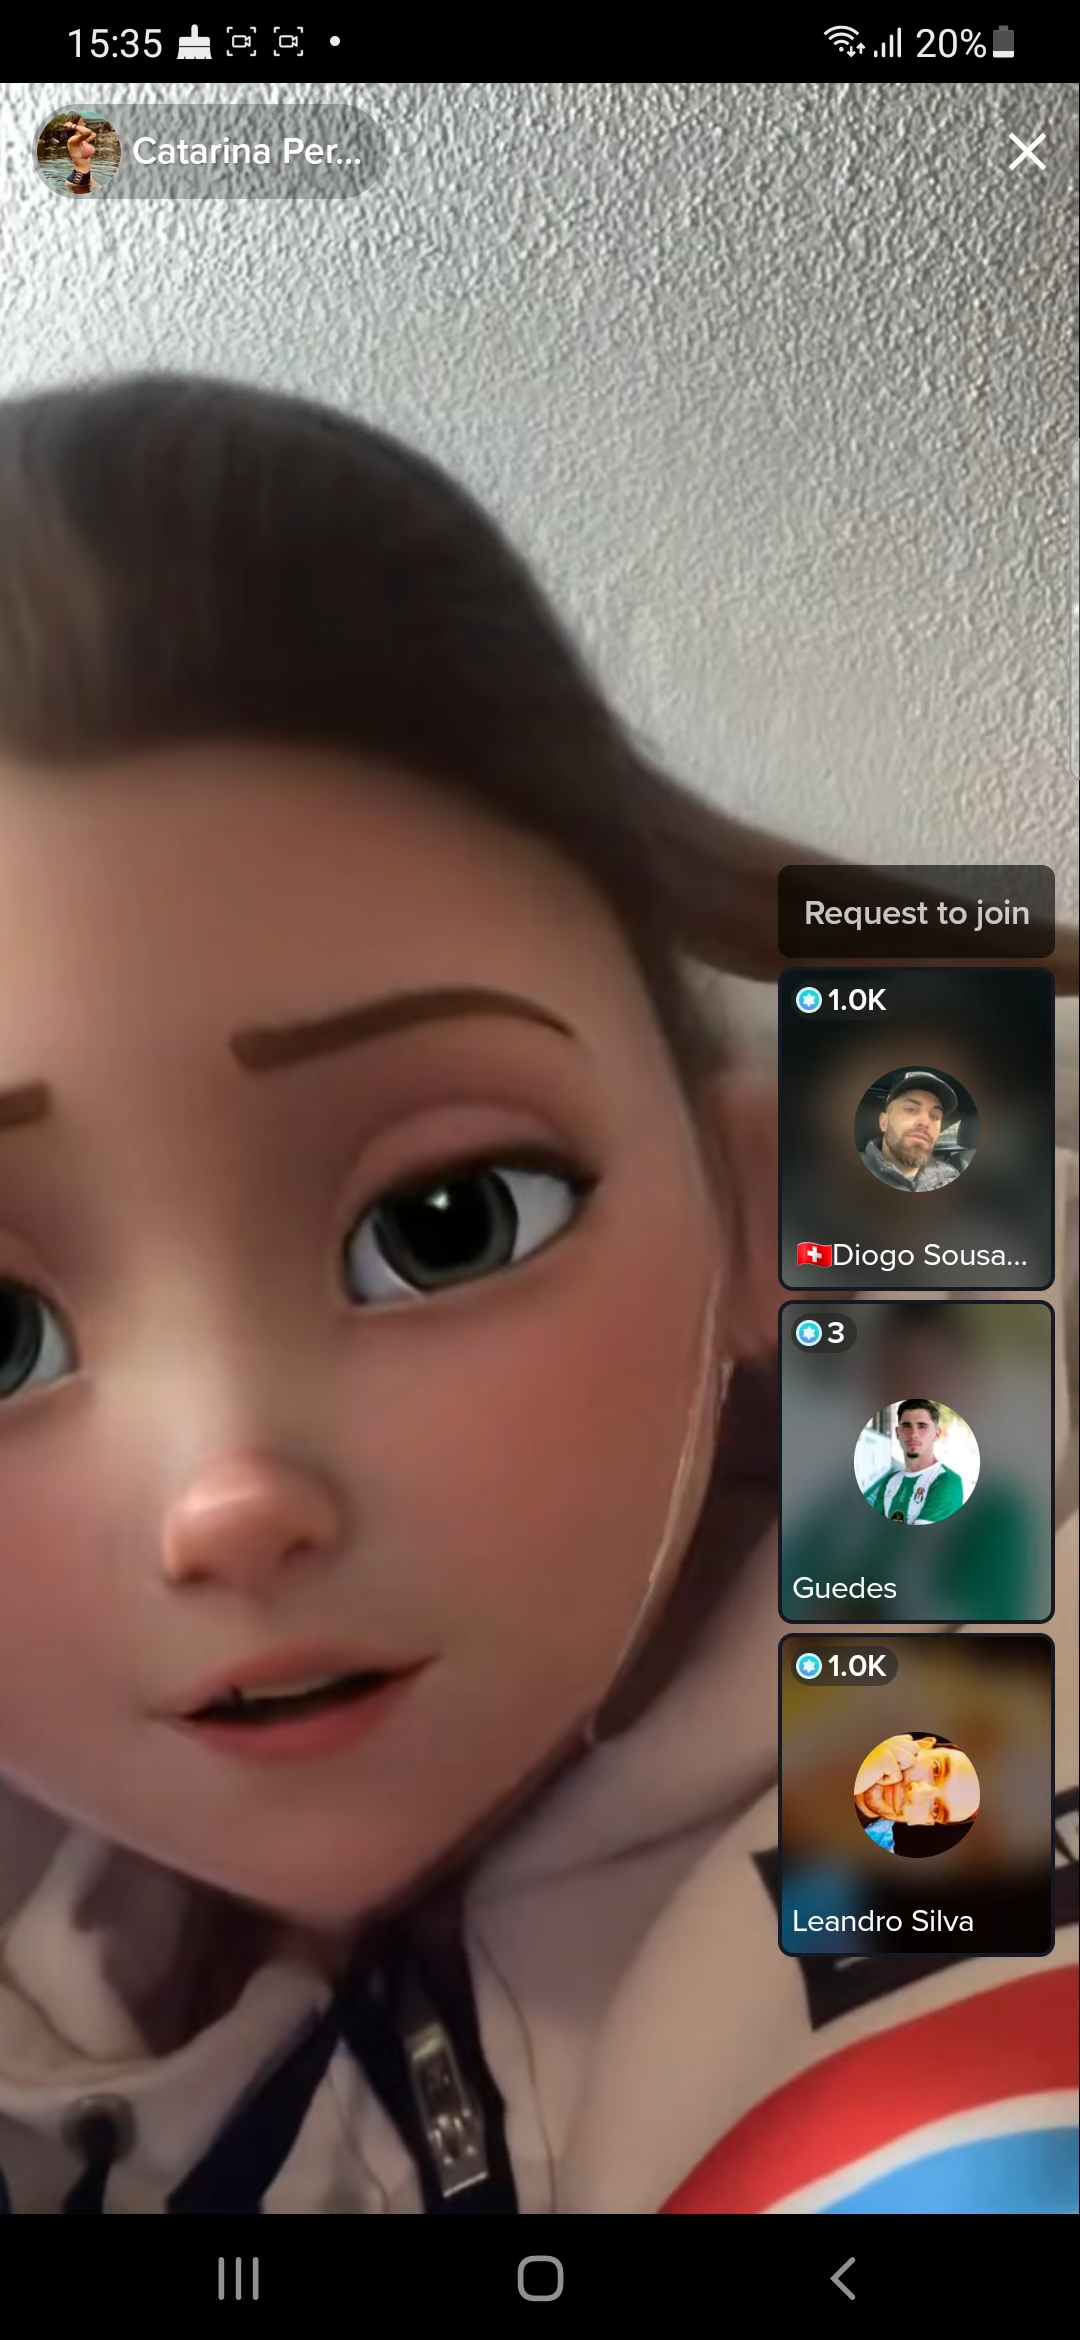 15:35
20%
Catarina Per...
Request to join
1.0K
🇨🇭Diogo Sousa...
3
Guedes
1.0K
Leandro Silva